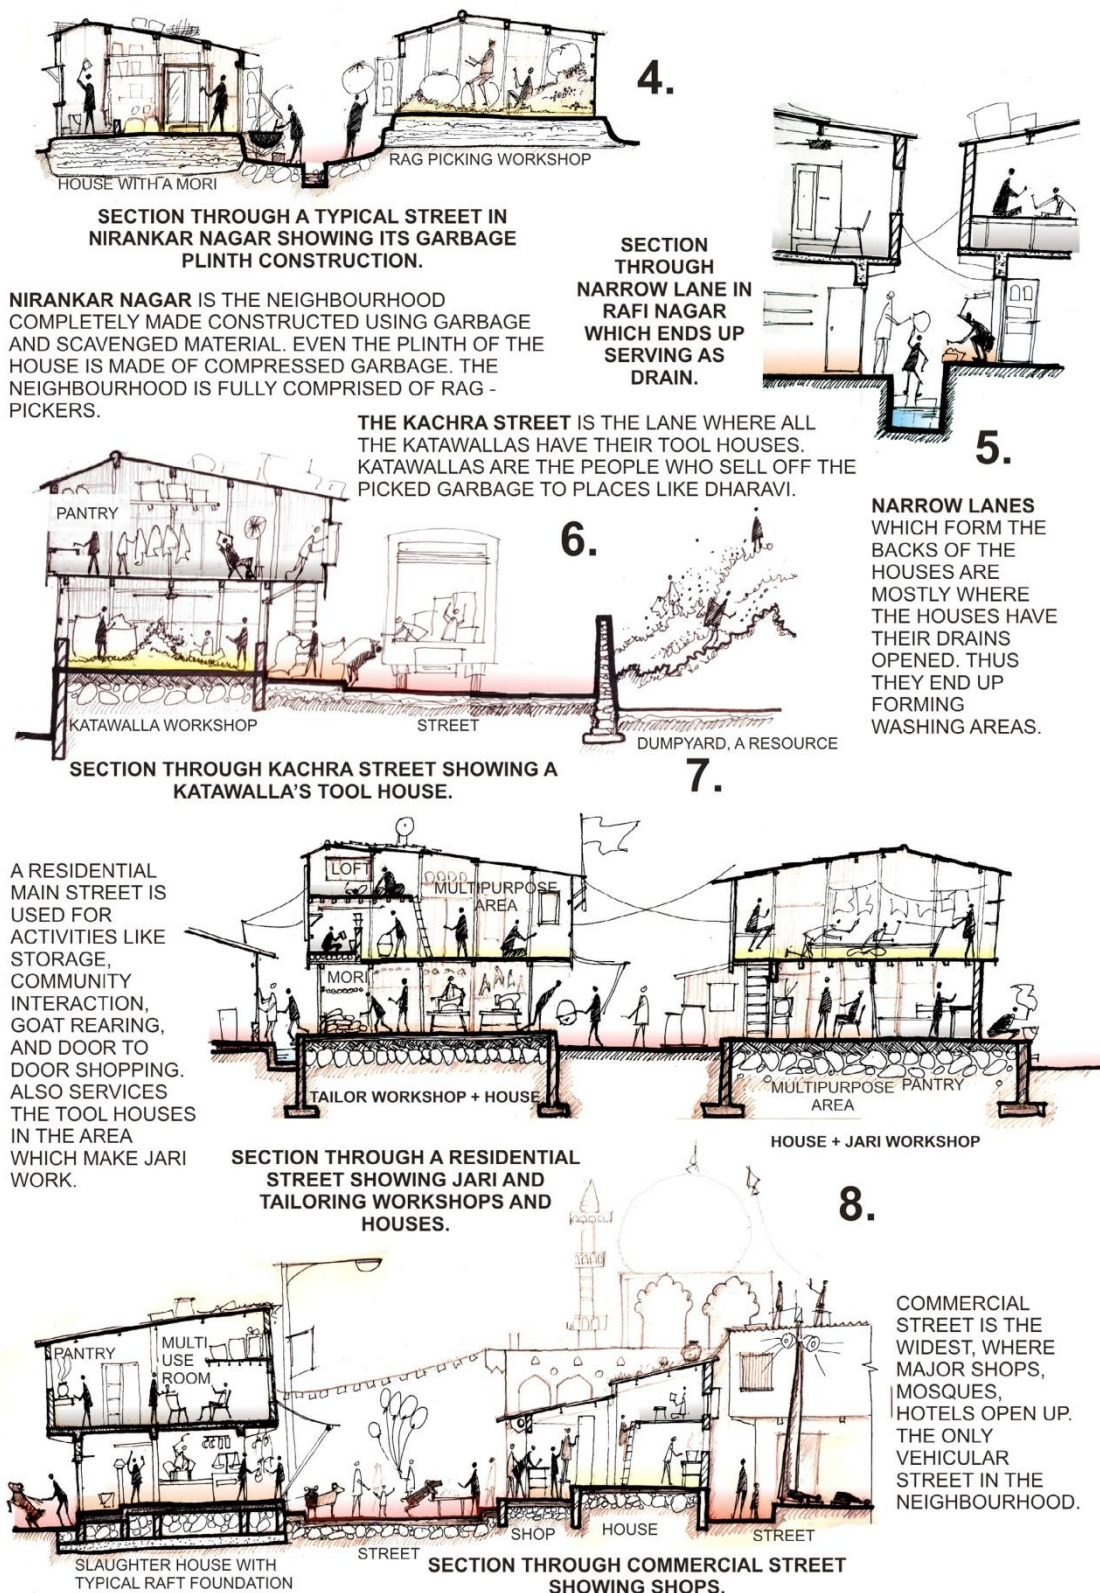 4.
HOUSE WITH A MORI
RAG PICKING WORKSHOP
SECTION THROUGH A TYPICAL STREET IN
NIRANKAR NAGAR SHOWING ITS GARBAGE
PLINTH CONSTRUCTION.
NIRANKAR NAGAR IS THE NEIGHBOURHOOD
COMPLETELY MADE CONSTRUCTED USING GARBAGE
AND SCAVENGED MATERIAL. EVEN THE PLINTH OF THE
HOUSE IS MADE OF COMPRESSED GARBAGE. THE
NEIGHBOURHOOD IS FULLY COMPRISED OF RAG -
PICKERS.
SECTION
THROUGH
NARROW LANE IN
RAFI NAGAR
WHICH ENDS UP
SERVING AS
DRAIN.
5.
THE KACHRA STREET IS THE LANE WHERE ALL
THE KATAWALLAS HAVE THEIR TOOL HOUSES.
KATAWALLAS ARE THE PEOPLE WHO SELL OFF THE
PICKED GARBAGE TO PLACES LIKE DHARAVI.
NARROW LANES
WHICH FORM THE
BACKS OF THE
HOUSES ARE
MOSTLY WHERE
THE HOUSES HAVE
THEIR DRAINS
OPENED. THUS
THEY END UP
FORMING
WASHING AREAS.
6.
PANTRY
KATAWALLA WORKSHOP
STREET
DUMPYARD, A RESOURCE
SECTION THROUGH KACHRA STREET SHOWING A
KATAWALLA'S TOOL HOUSE.
7.
A RESIDENTIAL
MAIN STREET IS
USED FOR
ACTIVITIES LIKE
STORAGE,
COMMUNITY
INTERACTION,
GOAT REARING,
AND DOOR TO
DOOR SHOPPING.
ALSO SERVICES
THE TOOL HOUSES
IN THE AREA
WHICH MAKE JARI
WORK.
LOFT
MULTIPURPOSE
AREA
MORI
TAILOR WORKSHOP + HOUSE
MULTIPURPOSE
AREA
PANTRY
HOUSE + JARI WORKSHOP
SECTION THROUGH A RESIDENTIAL
STREET SHOWING JARI AND
TAILORING WORKSHOPS AND
HOUSES.
8.
PANTRY
MULTI
USE
ROOM
SLAUGHTER HOUSE WITH
TYPICAL RAFT FOUNDATION
STREET
SHOP
HOUSE
STREET
SECTION THROUGH COMMERCIAL STREET
SHOWING SHOPS.
COMMERCIAL
STREET IS THE
WIDEST, WHERE
MAJOR SHOPS,
MOSQUES,
HOTELS OPEN UP.
THE ONLY
VEHICULAR
STREET IN THE
NEIGHBOURHOOD.